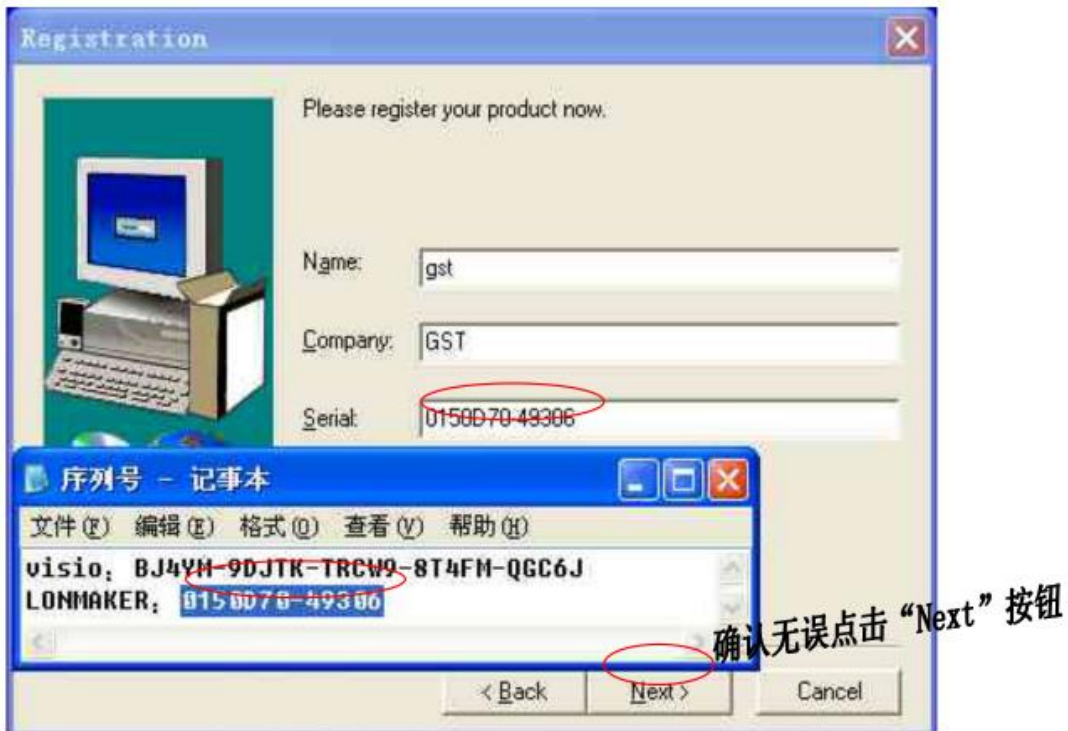 Registration
Please register your product now.
Name: gst
Company: GST
Serial: 0150D70-49306
序列号 - 记事本
文件(F) 编辑(E) 格式(O) 查看(V) 帮助(H)
visio: BJ4YM-9DJTK-TRCW9-8T4FM-QGC6J
LONMAKER: 0150D70-49306
确认无误点击“Next”按钮
< Back Next > Cancel